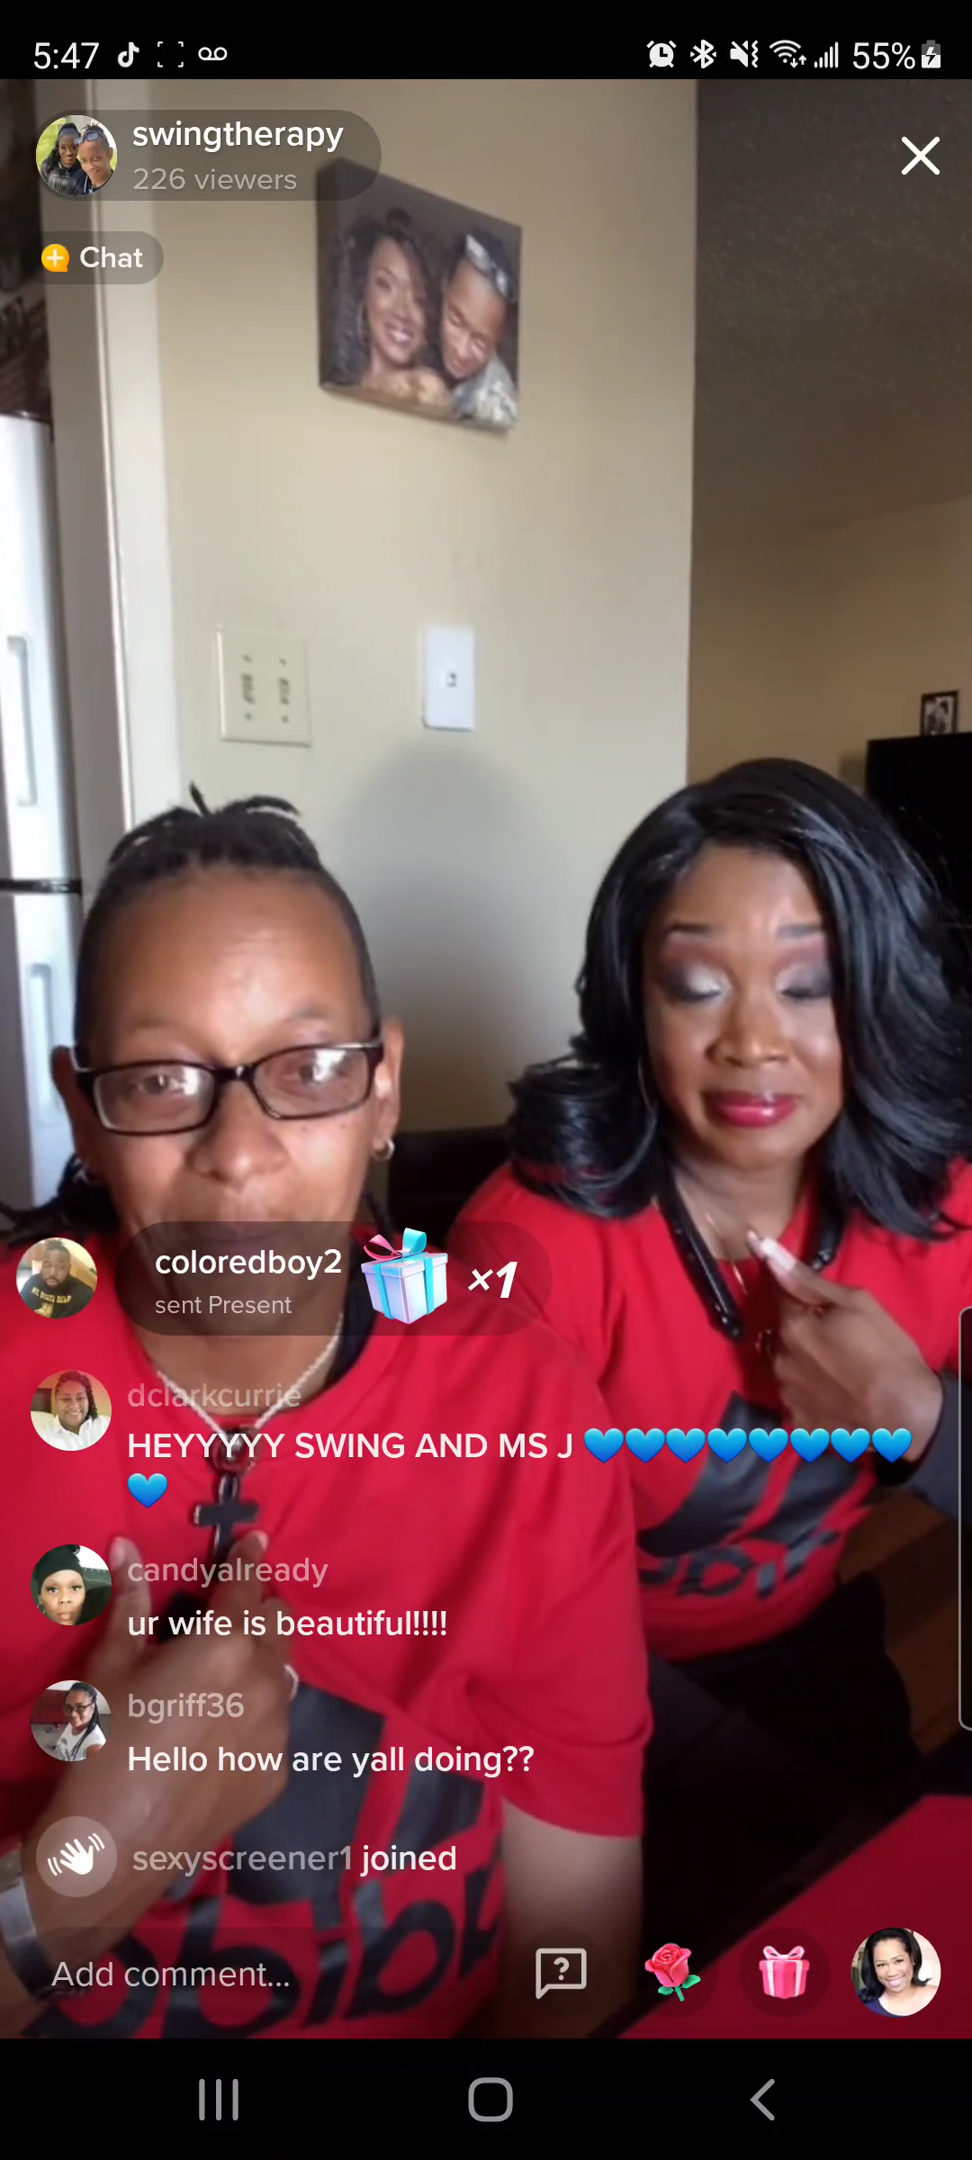 5:47
55%
swingtherapy
226 viewers
Chat
coloredboy2
sent Present
×1
dclarkcurrie
HEYYYYY SWING AND MS J 💙💙💙💙💙💙💙💙
💙
candyalready
ur wife is beautiful!!!!
bgriff36
Hello how are yall doing??
sexyscreener1 joined
Add comment...